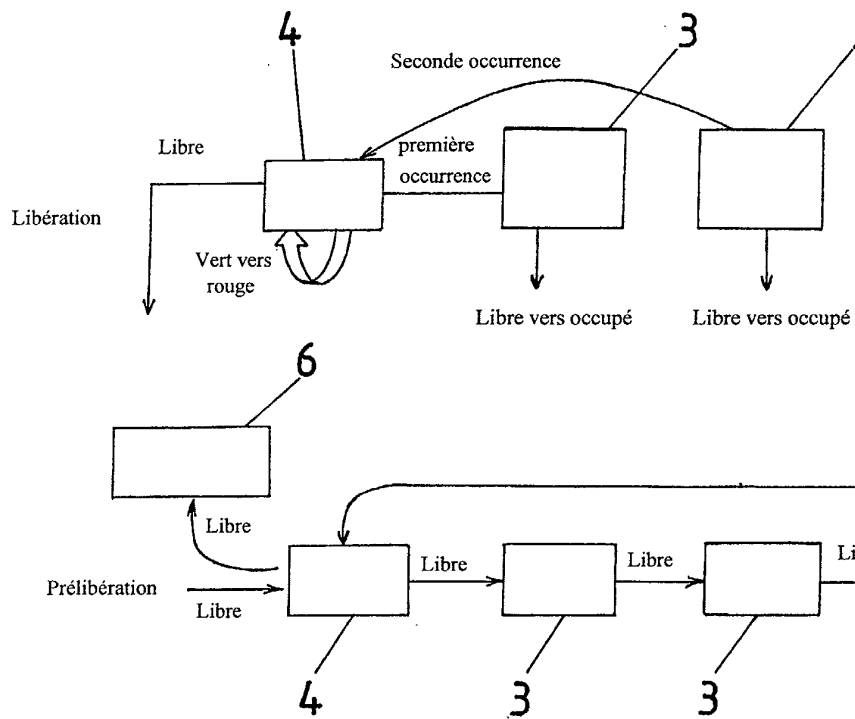 4
3
Seconde occurrence
Libre
première
occurrence
Libération
Vert vers
rouge
Libre vers occupé
Libre vers occupé
6
Libre
Libre
Libre
Li
Prélibération
Libre
4
3
3